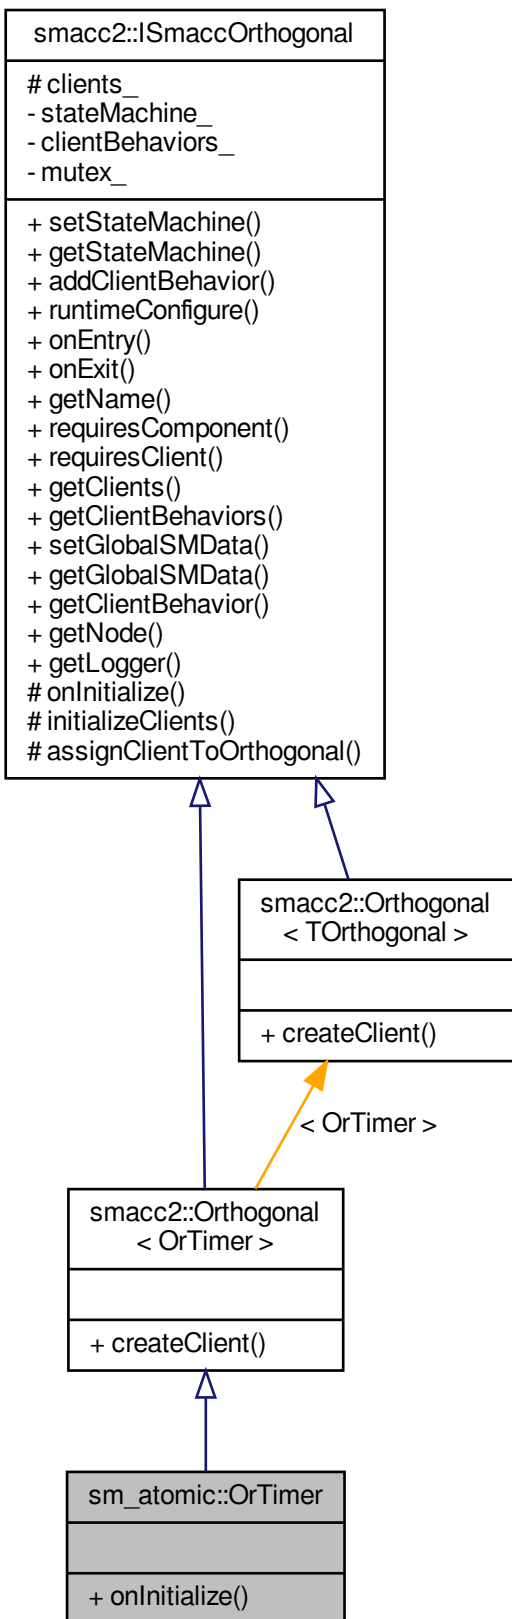 smacc2::ISmaccOrthogonal
# clients_
- stateMachine_
- clientBehaviors_
- mutex_
+ setStateMachine()
+ getStateMachine()
+ addClientBehavior()
+ runtimeConfigure()
+ onEntry()
+ onExit()
+ getName()
+ requiresComponent()
+ requiresClient()
+ getClients()
+ getClientBehaviors()
+ setGlobalSMData()
+ getGlobalSMData()
+ getClientBehavior()
+ getNode()
+ getLogger()
# onInitialize()
# initializeClients()
# assignClientToOrthogonal()
smacc2::Orthogonal
< TOrthogonal >
+ createClient()
< OrTimer >
smacc2::Orthogonal
< OrTimer >
+ createClient()
sm_atomic::OrTimer
+ onInitialize()